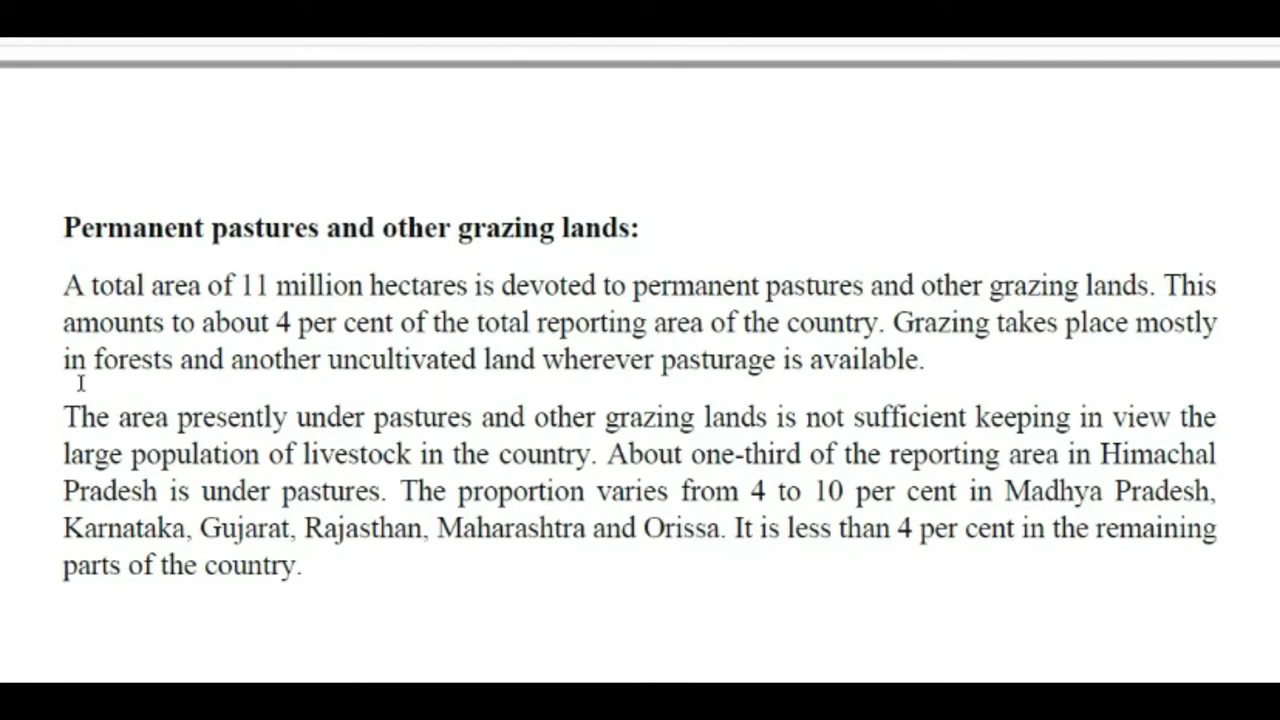 Permanent pastures and other grazing lands:
A total area of 11 million hectares is devoted to permanent pastures and other grazing lands. This
amounts to about 4 per cent of the total reporting area of the country. Grazing takes place mostly
in forests and another uncultivated land wherever pasturage is available.
The area presently under pastures and other grazing lands is not sufficient keeping in view the
large population of livestock in the country. About one-third of the reporting area in Himachal
Pradesh is under pastures. The proportion varies from 4 to 10 per cent in Madhya Pradesh,
Karnataka, Gujarat, Rajasthan, Maharashtra and Orissa. It is less than 4 per cent in the remaining
parts of the country.